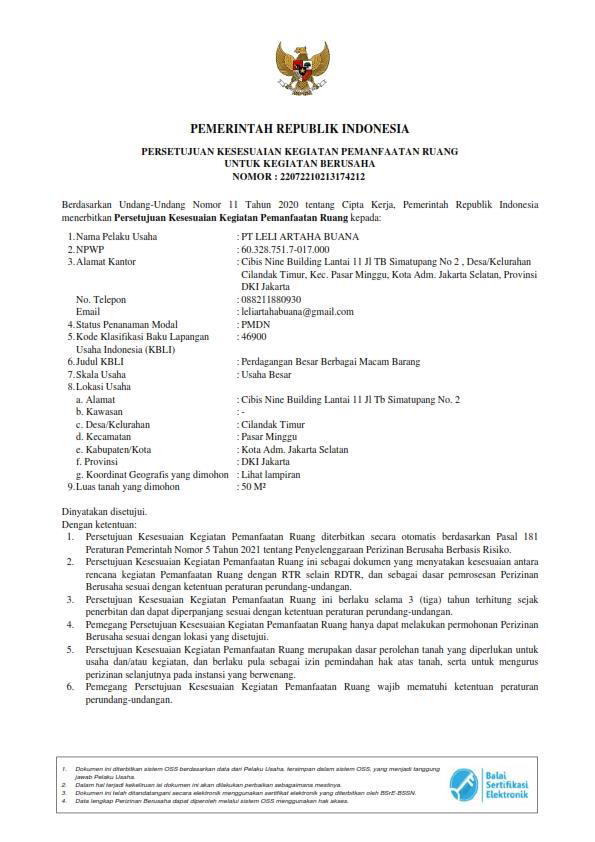 PEMERINTAH REPUBLIK INDONESIA
PERSETUJUAN KESESUAIAN KEGIATAN PEMANFAATAN RUANG
UNTUK KEGIATAN BERUSAHA
NOMOR : 22072210213174212
Berdasarkan Undang-Undang Nomor 11 Tahun 2020 tentang Cipta Kerja, Pemerintah Republik Indonesia
menerbitkan Persetujuan Kesesuaian Kegiatan Pemanfaatan Ruang kepada:
1.Nama Pelaku Usaha : PT LELI ARTAHA BUANA
2.NPWP : 60.328.751.7-017.000
3.Alamat Kantor : Cibis Nine Building Lantai 11 Jl TB Simatupang No 2 , Desa/Kelurahan
Cilandak Timur, Kec. Pasar Minggu, Kota Adm. Jakarta Selatan, Provinsi
DKI Jakarta
No. Telepon : 088211880930
Email : leliartahabuana@gmail.com
4.Status Penanaman Modal : PMDN
5.Kode Klasifikasi Baku Lapangan : 46900
Usaha Indonesia (KBLI)
6.Judul KBLI : Perdagangan Besar Berbagai Macam Barang
7.Skala Usaha : Usaha Besar
8.Lokasi Usaha
a. Alamat : Cibis Nine Building Lantai 11 Jl Tb Simatupang No. 2
b. Kawasan : -
c. Desa/Kelurahan : Cilandak Timur
d. Kecamatan : Pasar Minggu
e. Kabupaten/Kota : Kota Adm. Jakarta Selatan
f. Provinsi : DKI Jakarta
g. Koordinat Geografis yang dimohon : Lihat lampiran
9.Luas tanah yang dimohon : 50 M²
Dinyatakan disetujui.
Dengan ketentuan:
1. Persetujuan Kesesuaian Kegiatan Pemanfaatan Ruang diterbitkan secara otomatis berdasarkan Pasal 181
Peraturan Pemerintah Nomor 5 Tahun 2021 tentang Penyelenggaraan Perizinan Berusaha Berbasis Risiko.
2. Persetujuan Kesesuaian Kegiatan Pemanfaatan Ruang ini sebagai dokumen yang menyatakan kesesuaian antara
rencana kegiatan Pemanfaatan Ruang dengan RTR selain RDTR, dan sebagai dasar pemrosesan Perizinan
Berusaha sesuai dengan ketentuan peraturan perundang-undangan.
3. Persetujuan Kesesuaian Kegiatan Pemanfaatan Ruang ini berlaku selama 3 (tiga) tahun terhitung sejak
penerbitan dan dapat diperpanjang sesuai dengan ketentuan peraturan perundang-undangan.
4. Pemegang Persetujuan Kesesuaian Kegiatan Pemanfaatan Ruang hanya dapat melakukan permohonan Perizinan
Berusaha sesuai dengan lokasi yang disetujui.
5. Persetujuan Kesesuaian Kegiatan Pemanfaatan Ruang merupakan dasar perolehan tanah yang diperlukan untuk
usaha dan/atau kegiatan, dan berlaku pula sebagai izin pemindahan hak atas tanah, serta untuk mengurus
perizinan selanjutnya pada instansi yang berwenang.
6. Pemegang Persetujuan Kesesuaian Kegiatan Pemanfaatan Ruang wajib mematuhi ketentuan peraturan
perundang-undangan.
1. Dokumen ini diterbitkan sistem OSS berdasarkan data dari Pelaku Usaha, tersimpan dalam sistem OSS, yang menjadi tanggung
jawab Pelaku Usaha.
2. Dalam hal terjadi kekeliruan isi dokumen ini akan dilakukan perbaikan sebagaimana mestinya.
3. Dokumen ini telah ditandatangani secara elektronik menggunakan sertifikat elektronik yang diterbitkan oleh BSrE-BSSN.
4. Data lengkap Perizinan Berusaha dapat diperoleh melalui sistem OSS menggunakan hak akses.
Balai
Sertifikasi
Elektronik